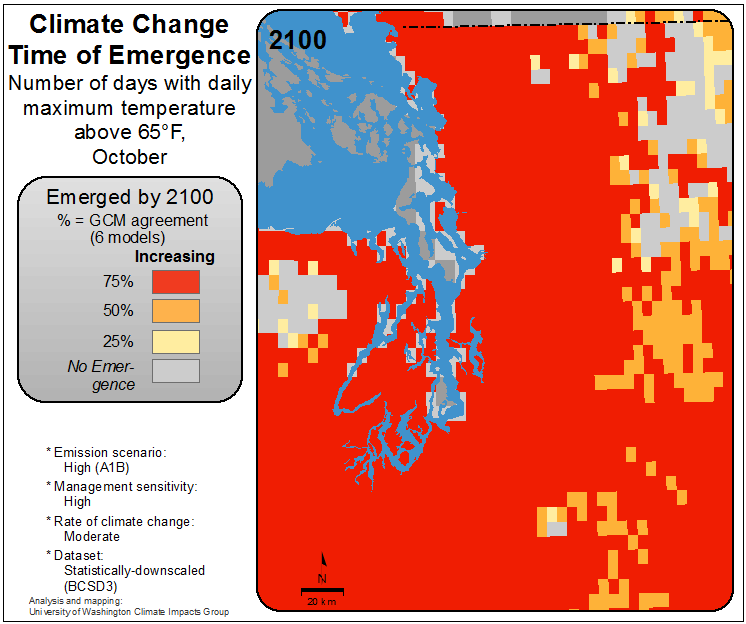 Climate Change
Time of Emergence
Number of days with daily
maximum temperature
above 65°F,
October
Emerged by 2100
% = GCM agreement
(6 models)
Increasing
75%
50%
25%
No Emer-
gence
* Emission scenario:
High (A1B)
* Management sensitivity:
High
* Rate of climate change:
Moderate
* Dataset:
Statistically-downscaled
(BCSD3)
Analysis and mapping:
University of Washington Climate Impacts Group
2100
N
20 km